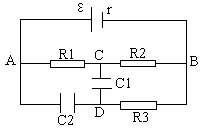 ε r
A R1 C R2 B
C1
C2 D R3